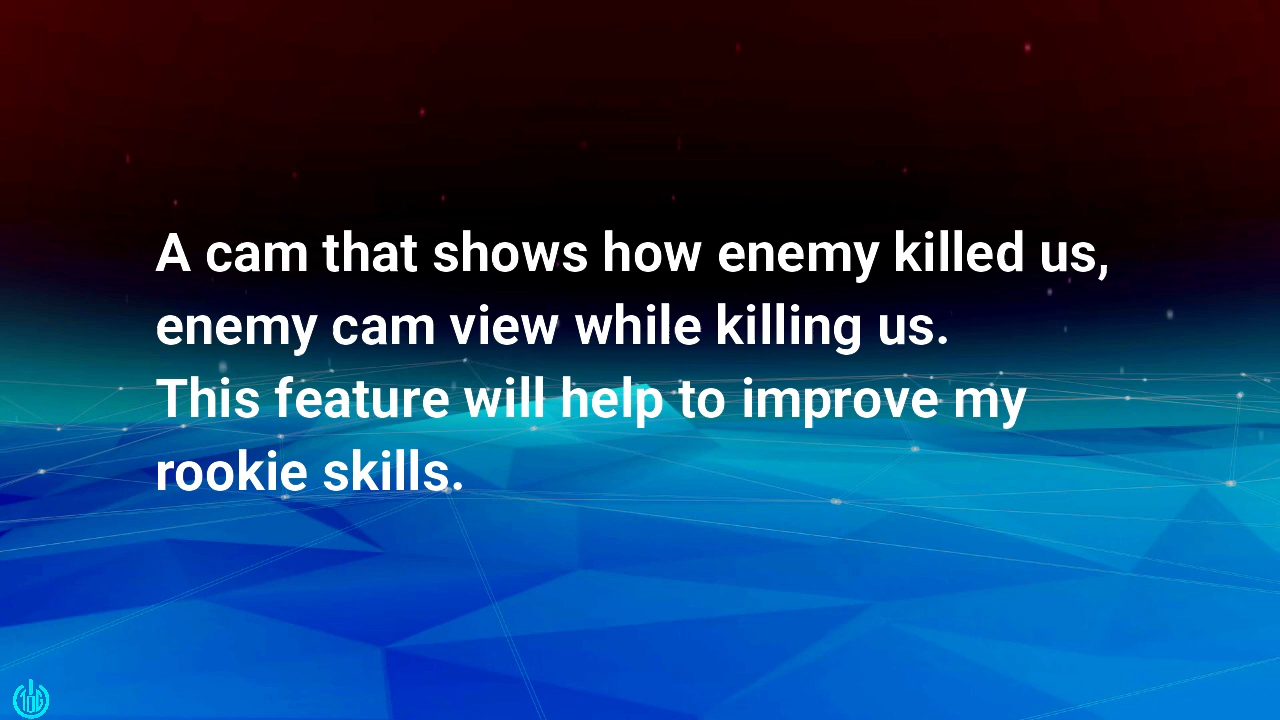 A cam that shows how enemy killed us,
enemy cam view while killing us.
This feature will help to improve my
rookie skills.